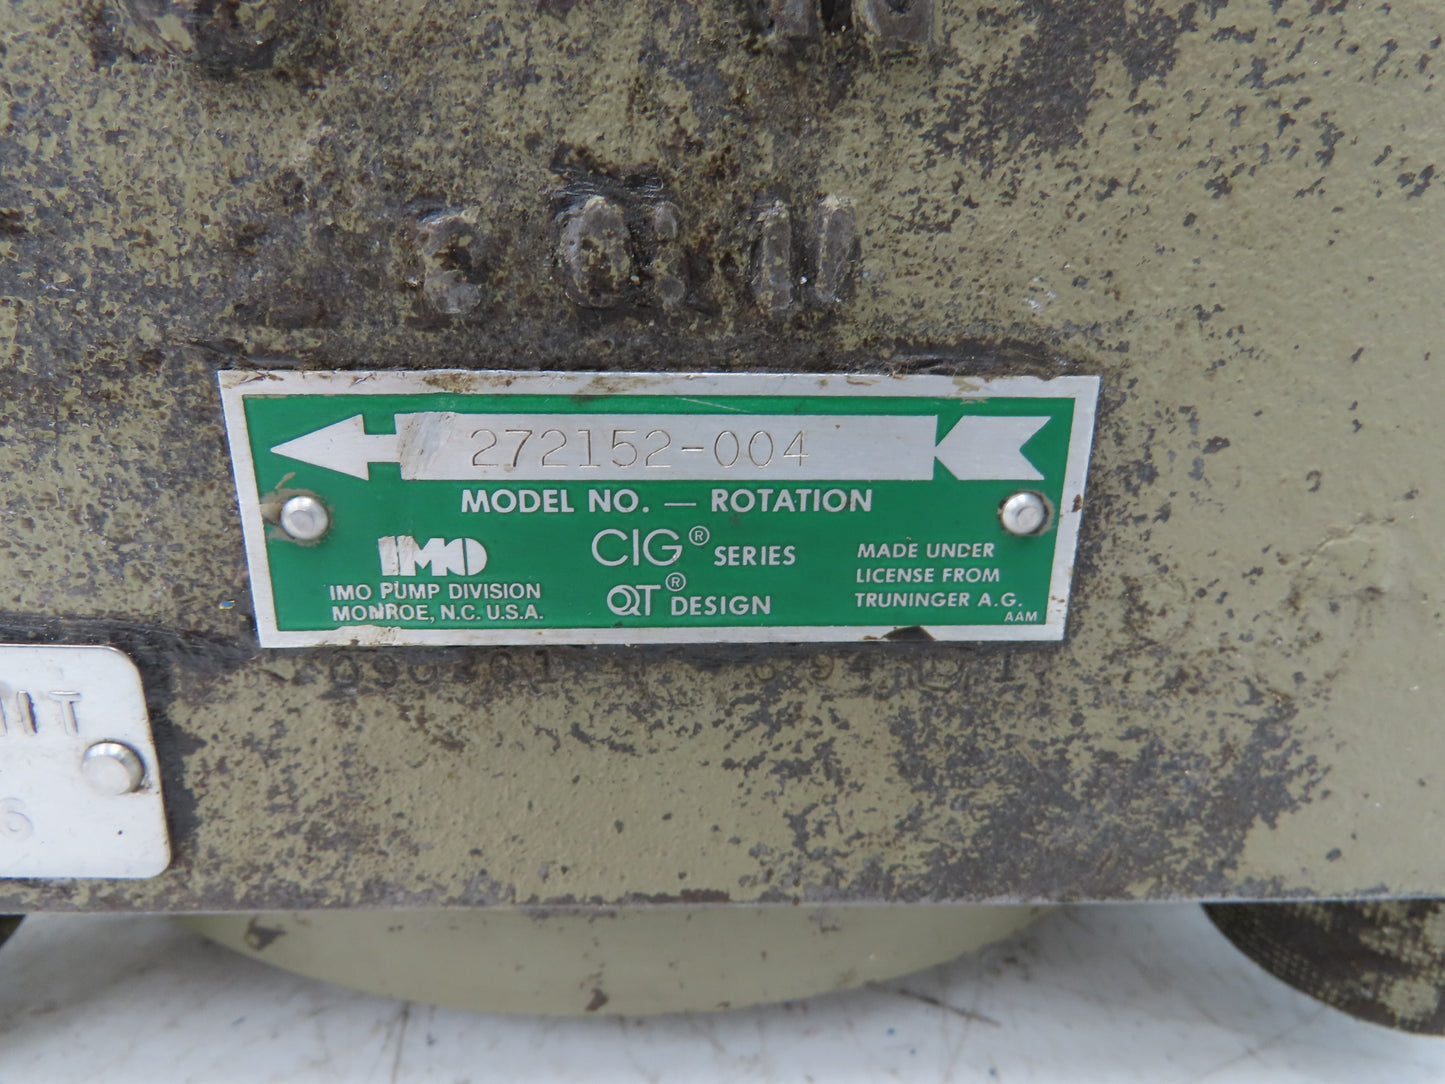 272152-004
MODEL NO. — ROTATION
CIG® SERIES
QT® DESIGN
IMO
IMO PUMP DIVISION
MONROE, N.C. U.S.A.
MADE UNDER
LICENSE FROM
TRUNINGER A.G.
AAM
6